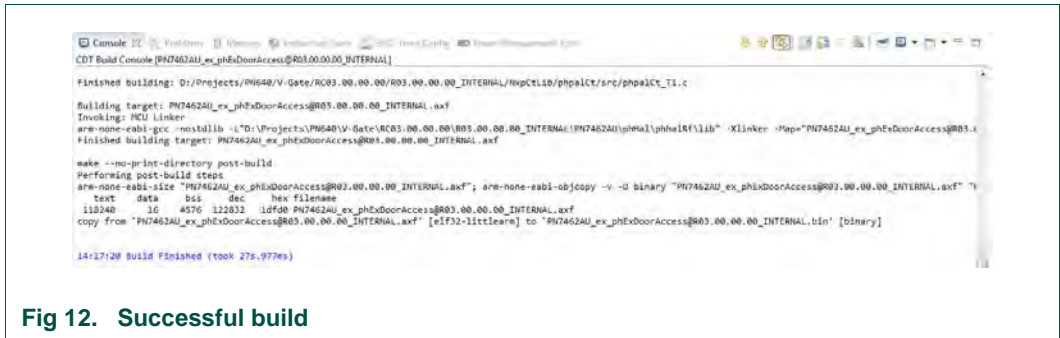 Console Problems Memory
CDT Build Console [PN7462AU_ex_phExDoorAccess@R03.00.00.00_INTERNAL]
Finished building: D:/Projects/PN640/V-Gate/RC03.00.00.00/R03.00.00.00_INTERNAL/NxpCtLib/phpalCt/src/phpalCt_T1.c
Building target: PN7462AU_ex_phExDoorAccess@R03.00.00.00_INTERNAL.axf
Invoking: MCU Linker
arm-none-eabi-gcc -nostdlib -L"D:\Projects\PN640\V-Gate\RC03.00.00.00\R03.00.00.00_INTERNAL\PN7462AU\phHal\phhalRf\lib" -Xlinker -Map="PN7462AU_ex_phExDoorAccess@R03.
Finished building target: PN7462AU_ex_phExDoorAccess@R03.00.00.00_INTERNAL.axf
make --no-print-directory post-build
Performing post-build steps
arm-none-eabi-size "PN7462AU_ex_phExDoorAccess@R03.00.00.00_INTERNAL.axf"; arm-none-eabi-objcopy -v -O binary "PN7462AU_ex_phExDoorAccess@R03.00.00.00_INTERNAL.axf"
text data bss dec hex filename
118240 16 4576 122832 1dfd0 PN7462AU_ex_phExDoorAccess@R03.00.00.00_INTERNAL.axf
copy from `PN7462AU_ex_phExDoorAccess@R03.00.00.00_INTERNAL.axf' [elf32-littlearm] to `PN7462AU_ex_phExDoorAccess@R03.00.00.00_INTERNAL.bin' [binary]
14:17:20 Build Finished (took 27s.977ms)
Fig 12. Successful build